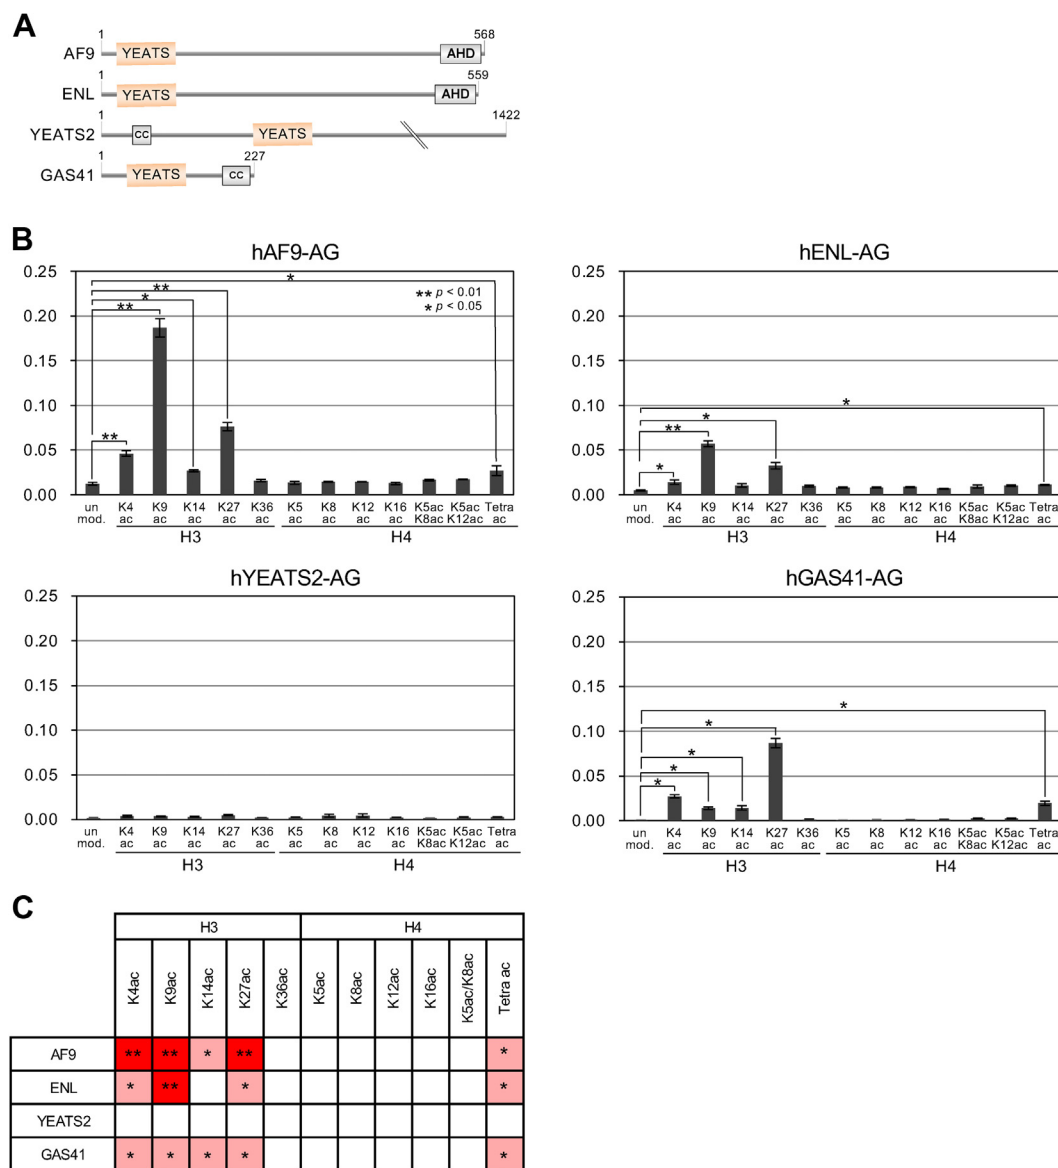 A
AF9 1 YEATS AHD 568
ENL 1 YEATS AHD 559
YEATS2 1 CC YEATS 1422
GAS41 1 YEATS CC 227
B
hAF9-AG
0.25
0.20
0.15
0.10
0.05
0.00
** p < 0.01
* p < 0.05
*
**
*
**
**
un K4 K9 K14 K27 K36 K5 K8 K12 K16 K5ac K5ac Tetra
mod. ac ac ac ac ac ac ac ac ac K8ac K12ac ac
H3 H4
hENL-AG
0.25
0.20
0.15
0.10
0.05
0.00
*
*
**
*
un K4 K9 K14 K27 K36 K5 K8 K12 K16 K5ac K5ac Tetra
mod. ac ac ac ac ac ac ac ac ac K8ac K12ac ac
H3 H4
hYEATS2-AG
0.25
0.20
0.15
0.10
0.05
0.00
un K4 K9 K14 K27 K36 K5 K8 K12 K16 K5ac K5ac Tetra
mod. ac ac ac ac ac ac ac ac ac K8ac K12ac ac
H3 H4
hGAS41-AG
0.25
0.20
0.15
0.10
0.05
0.00
*
*
*
*
*
un K4 K9 K14 K27 K36 K5 K8 K12 K16 K5ac K5ac Tetra
mod. ac ac ac ac ac ac ac ac ac K8ac K12ac ac
H3 H4
C
H3 H4
K4ac K9ac K14ac K27ac K36ac K5ac K8ac K12ac K16ac K5ac/K8ac Tetra ac
AF9 ** ** * ** *
ENL * ** * *
YEATS2
GAS41 * * * * *